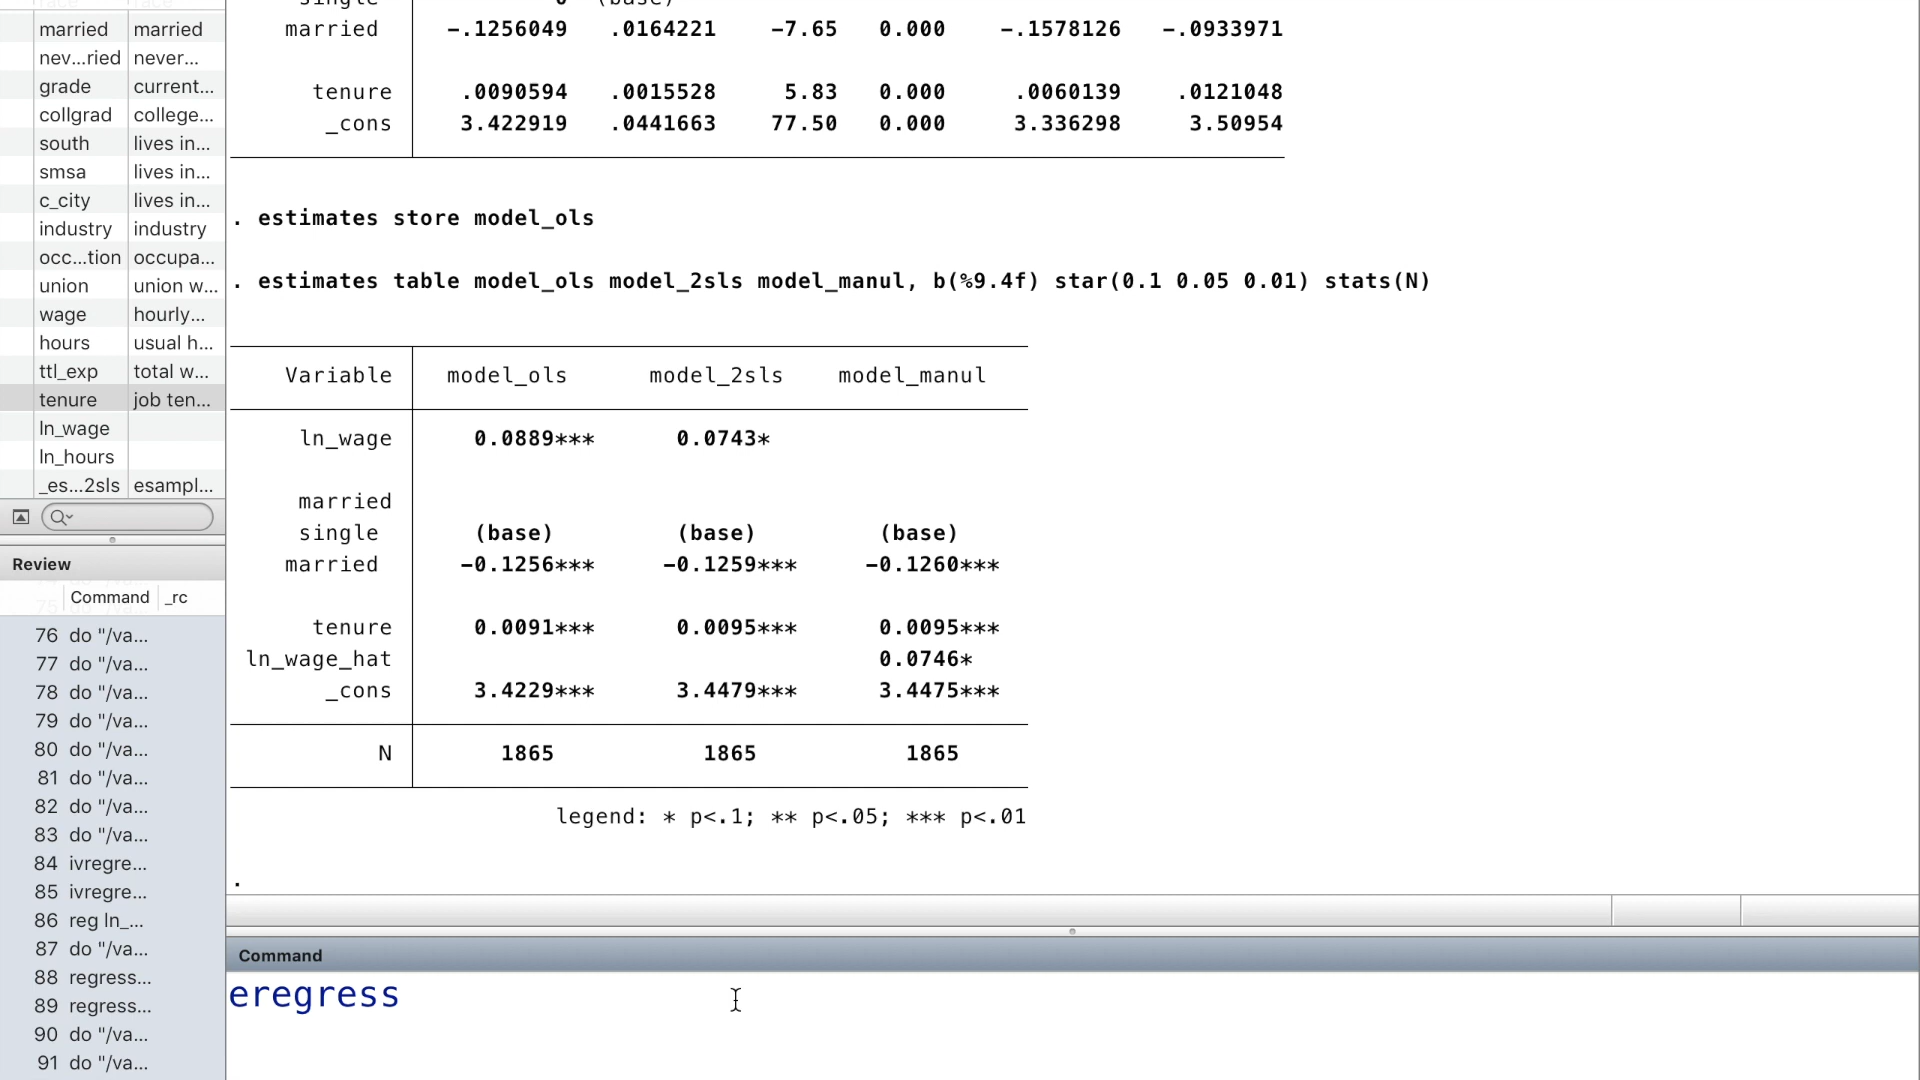 married married
nev...ried never...
grade current...
collgrad college...
south lives in...
smsa lives in...
c_city lives in...
industry industry
occ...tion occupa...
union union w...
wage hourly...
hours usual h...
ttl_exp total w...
tenure job ten...
ln_wage
ln_hours
_es...2sls esampl...
Review
Command _rc
76 do "/va...
77 do "/va...
78 do "/va...
79 do "/va...
80 do "/va...
81 do "/va...
82 do "/va...
83 do "/va...
84 ivregre...
85 ivregre...
86 reg ln_...
87 do "/va...
88 regress...
89 regress...
90 do "/va...
91 do "/va...
single 0 (base)
married -.1256049 .0164221 -7.65 0.000 -.1578126 -.0933971
tenure .0090594 .0015528 5.83 0.000 .0060139 .0121048
_cons 3.422919 .0441663 77.50 0.000 3.336298 3.50954
. estimates store model_ols
. estimates table model_ols model_2sls model_manul, b(%9.4f) star(0.1 0.05 0.01) stats(N)
Variable model_ols model_2sls model_manul
ln_wage 0.0889*** 0.0743*
married
single (base) (base) (base)
married -0.1256*** -0.1259*** -0.1260***
tenure 0.0091*** 0.0095*** 0.0095***
ln_wage_hat 0.0746*
_cons 3.4229*** 3.4479*** 3.4475***
N 1865 1865 1865
legend: * p<.1; ** p<.05; *** p<.01
.
Command
eregress